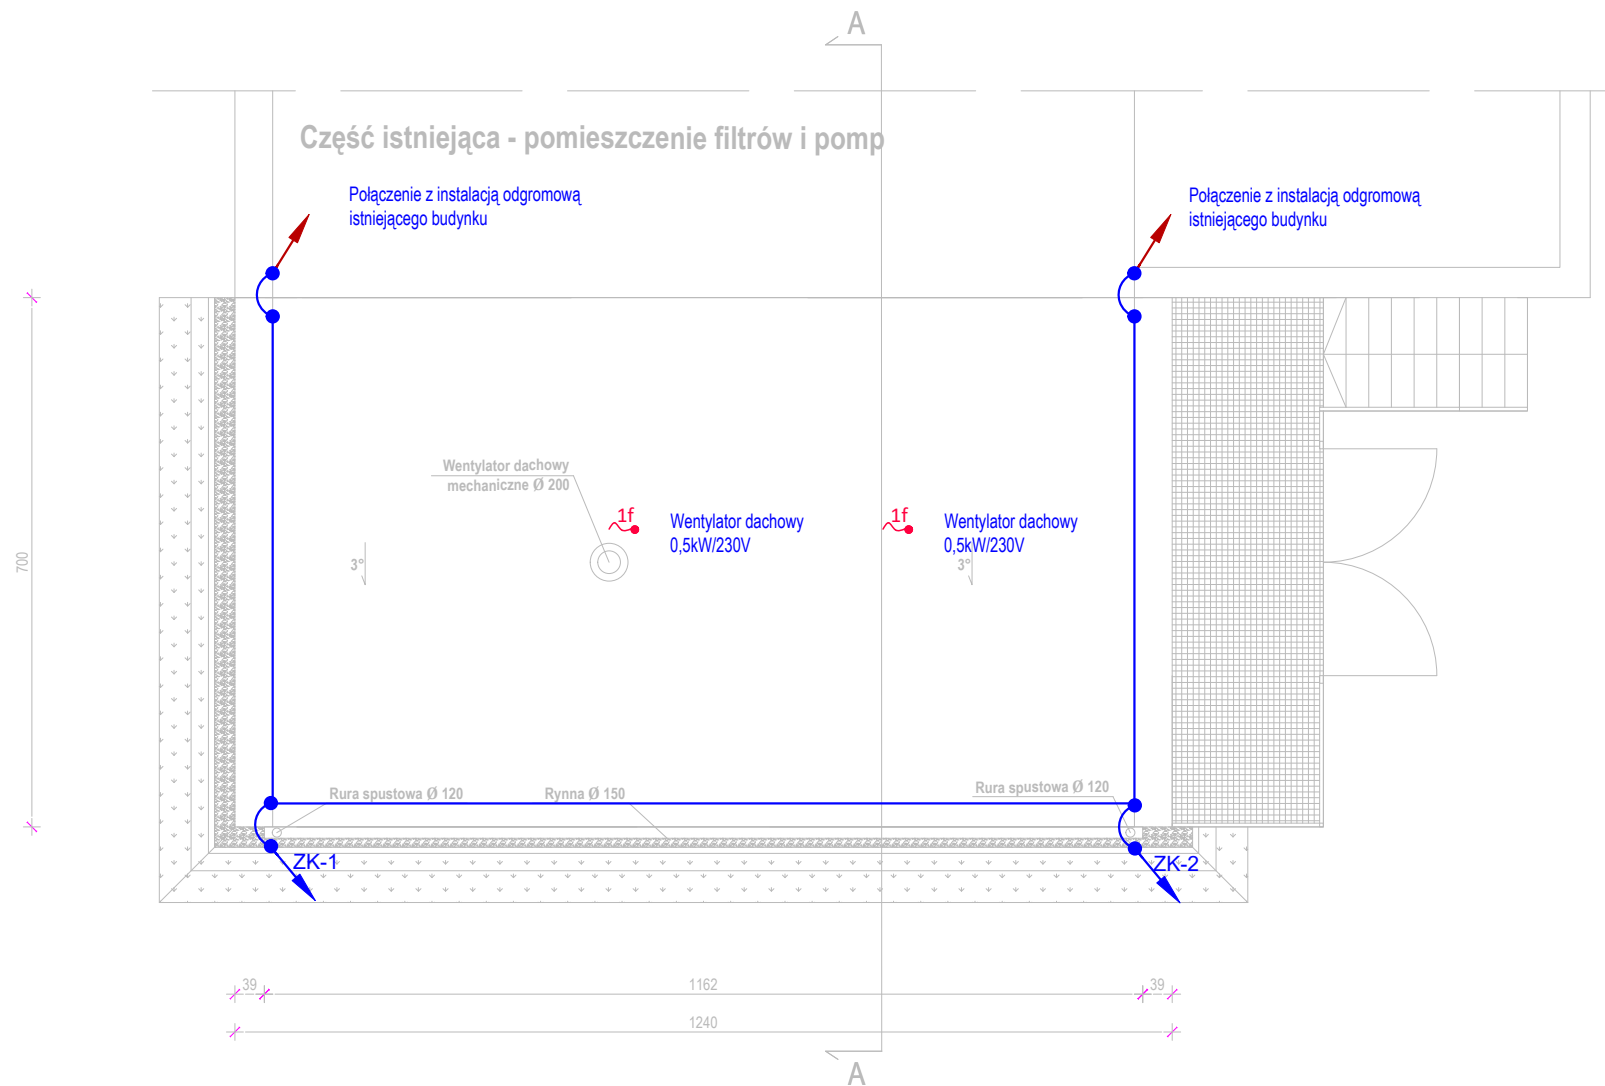 A
Część istniejąca - pomieszczenie filtrów i pomp
Połączenie z instalacją odgromową
istniejącego budynku
Połączenie z instalacją odgromową
istniejącego budynku
Wentylator dachowy
mechaniczne Ø 200
1f
Wentylator dachowy
0,5kW/230V
1f
Wentylator dachowy
0,5kW/230V
3°
3°
700
Rura spustowa Ø 120
Rynna Ø 150
Rura spustowa Ø 120
ZK-1
ZK-2
39
1162
39
1240
A